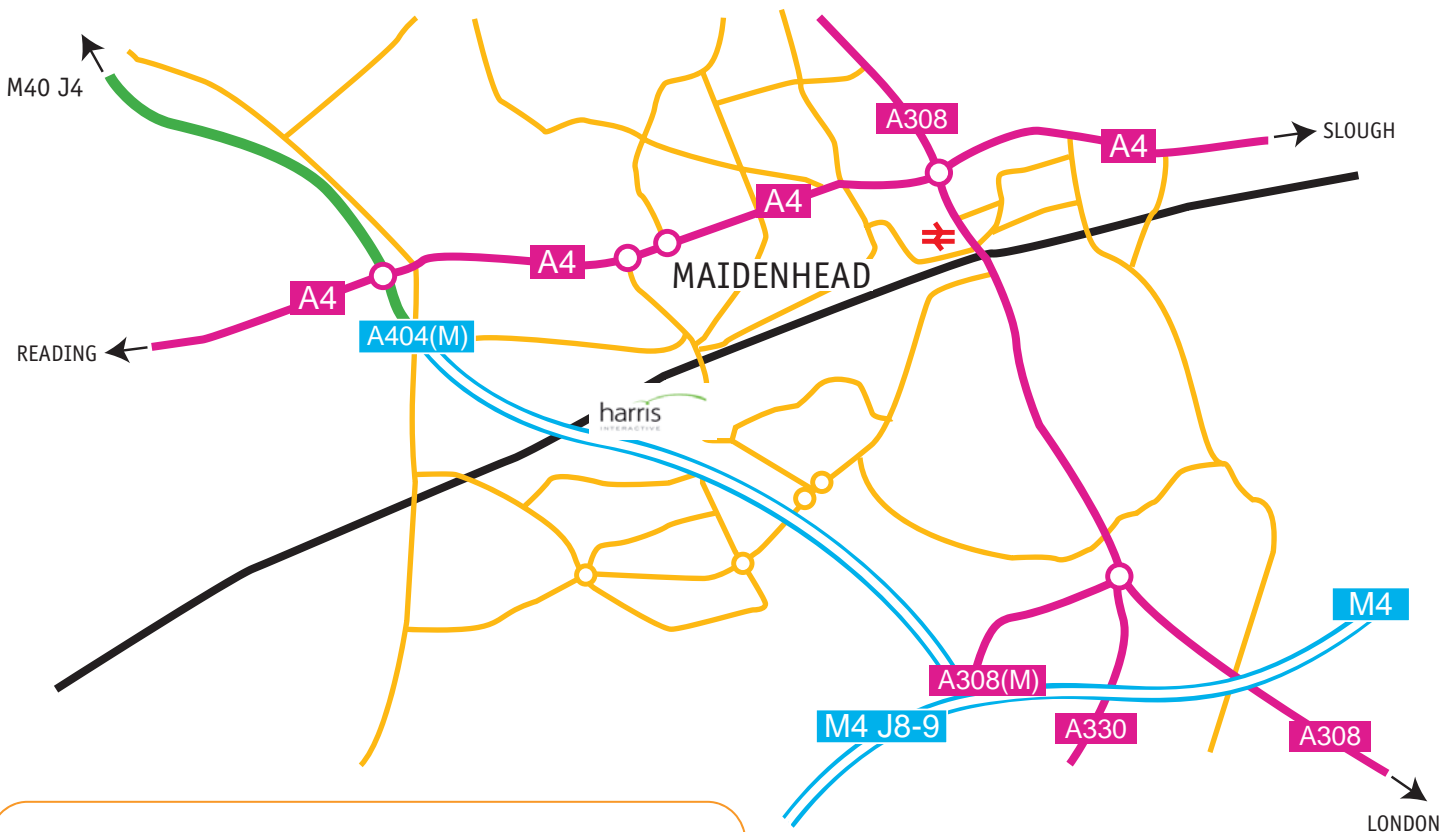 M40 J4
A308
A4
SLOUGH
A4
A4
MAIDENHEAD
A4
READING
A404(M)
harris
INTERACTIVE
M4
A308(M)
M4 J8-9
A330
A308
LONDON